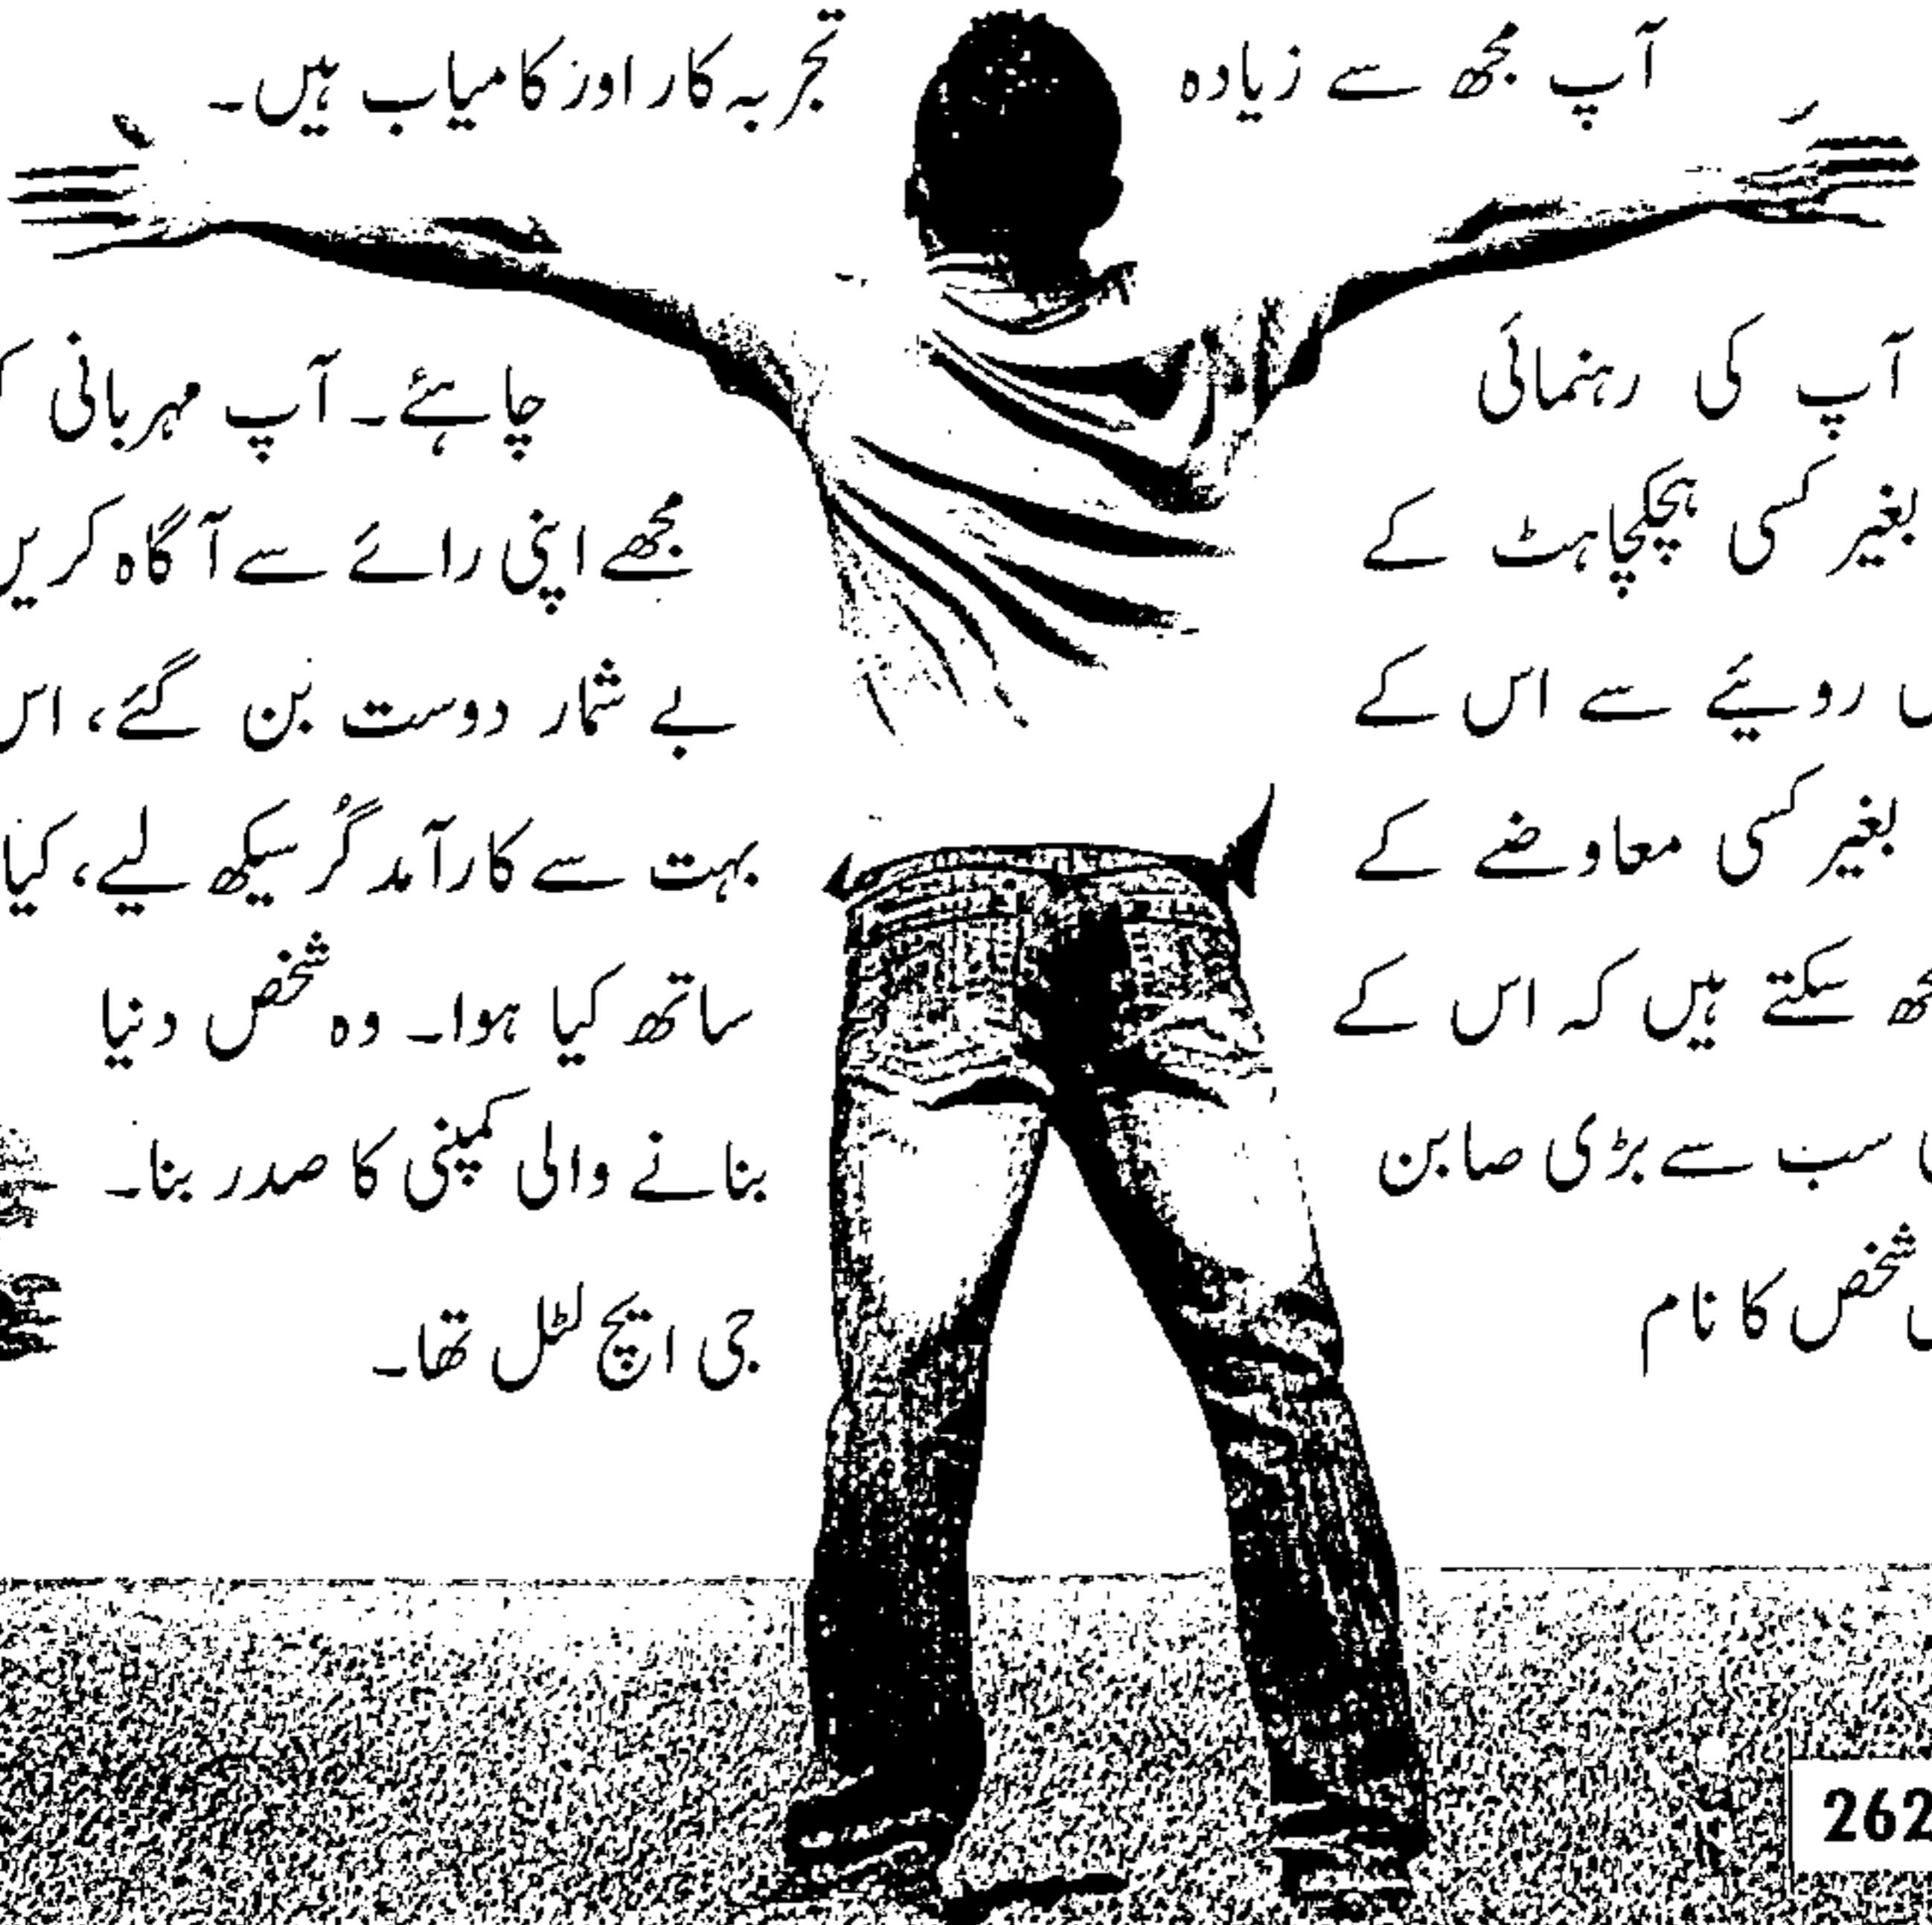 آپ مجھ سے زیادہ تجربہ کار اور کامیاب ہیں۔
آپ کی رہنمائی چاہئے۔ آپ مہربانی
بغیر کسی ہچکچاہٹ کے مجھے اپنی رائے سے آگاہ کریں
رویئے سے اس کے بے شمار دوست بن گئے، اس
بغیر کسی معاوضے کے بہت سے کارآمد گُر سیکھ لیے، کیا
سکتے ہیں کہ اس کے ساتھ کیا ہوا۔ وہ شخص دنیا
سب سے بڑی صابن بنانے والی کمپنی کا صدر بنا۔
شخص کا نام جی ایچ لٹل تھا۔
262